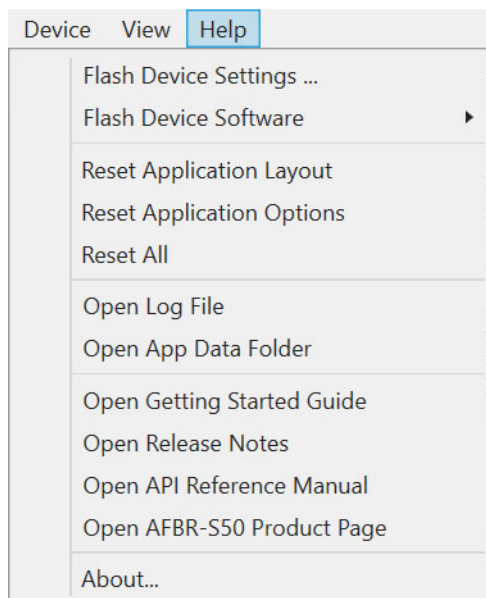 Device View Help
Flash Device Settings ...
Flash Device Software
Reset Application Layout
Reset Application Options
Reset All
Open Log File
Open App Data Folder
Open Getting Started Guide
Open Release Notes
Open API Reference Manual
Open AFBR-S50 Product Page
About...